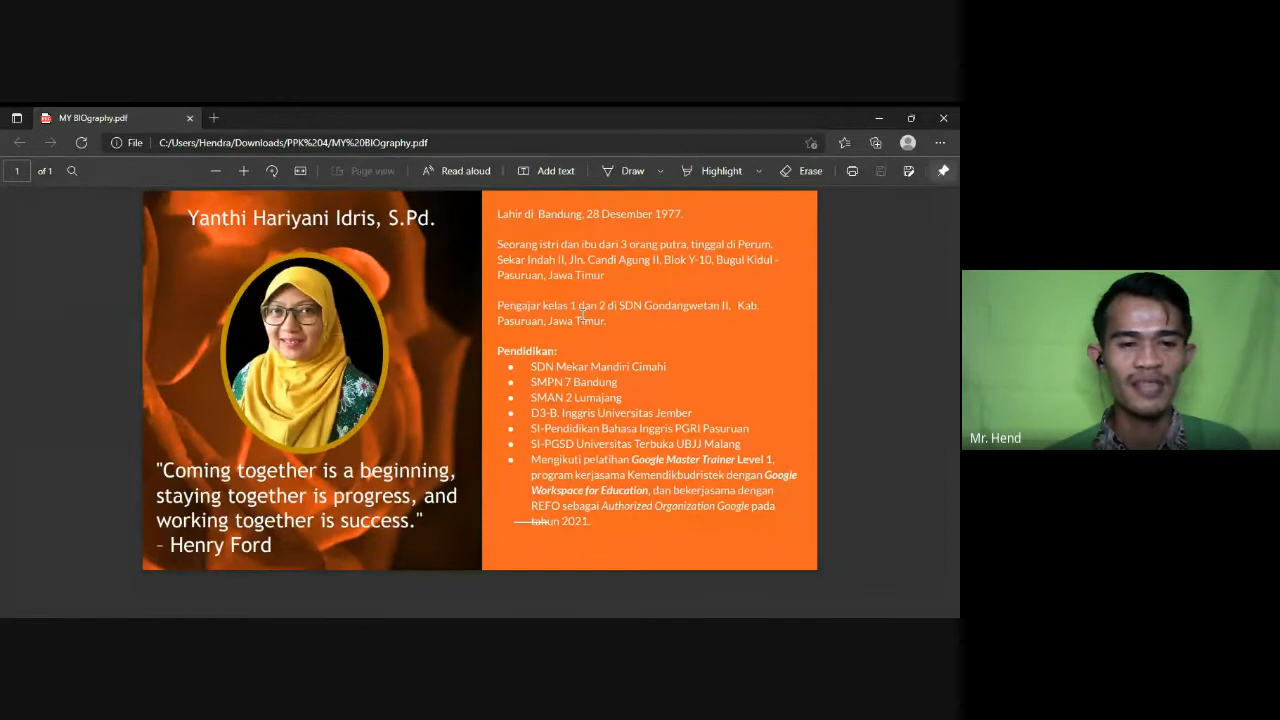 MY BIOgraphy.pdf
File C:/Users/Hendra/Downloads/PPK%204/MY%20BIOgraphy.pdf
1 of 1 Page view Read aloud Add text Draw Highlight Erase
Yanthi Hariyani Idris, S.Pd.
"Coming together is a beginning,
staying together is progress, and
working together is success."
- Henry Ford
Lahir di Bandung, 28 Desember 1977.
Seorang istri dan ibu dari 3 orang putra, tinggal di Perum.
Sekar Indah II, Jln. Candi Agung II, Blok Y-10, Bugul Kidul -
Pasuruan, Jawa Timur
Pengajar kelas 1 dan 2 di SDN Gondangwetan II, Kab.
Pasuruan, Jawa Timur.
Pendidikan:
● SDN Mekar Mandiri Cimahi
● SMPN 7 Bandung
● SMAN 2 Lumajang
● D3-B. Inggris Universitas Jember
● SI-Pendidikan Bahasa Inggris PGRI Pasuruan
● SI-PGSD Universitas Terbuka UBJJ Malang
● Mengikuti pelatihan Google Master Trainer Level 1,
program kerjasama Kemendikbudristek dengan Google
Workspace for Education, dan bekerjasama dengan
REFO sebagai Authorized Organization Google pada
tahun 2021.
Mr. Hend